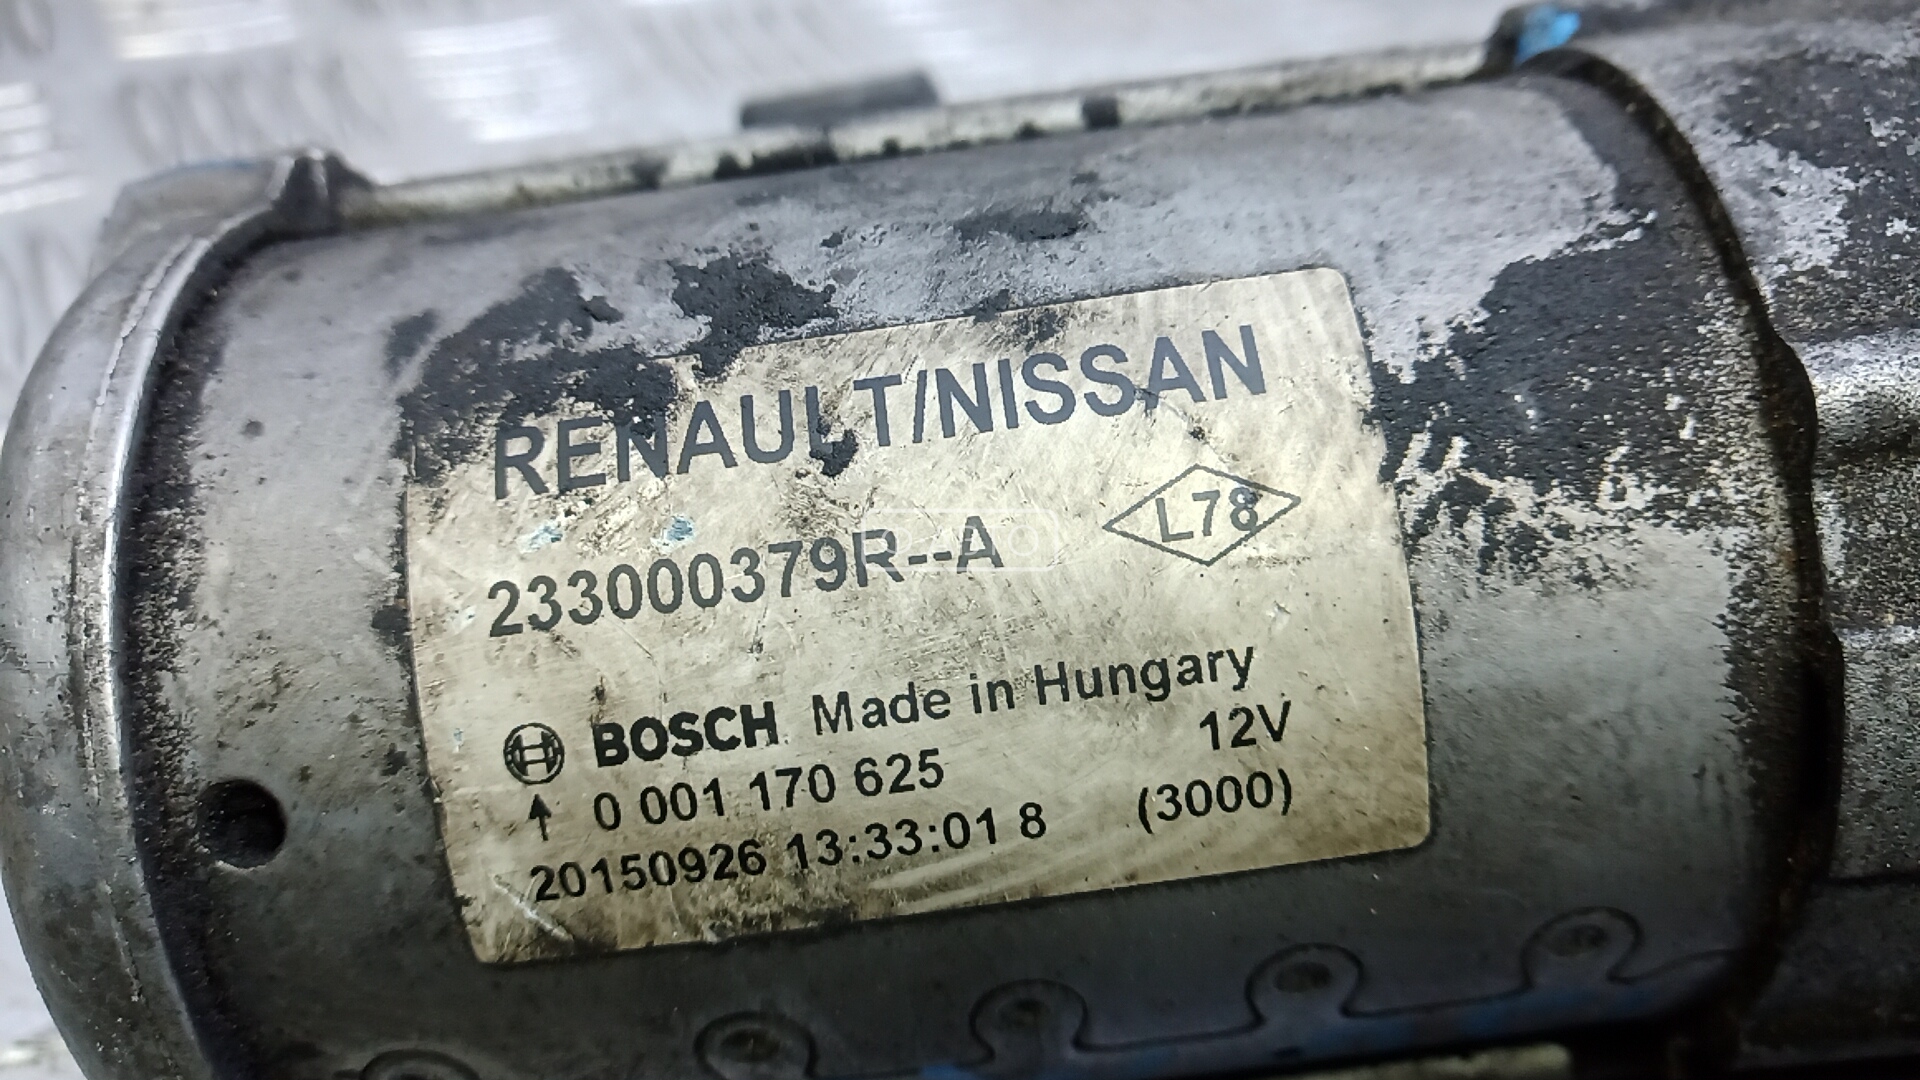 RENAULT/NISSAN
233000379R--A
L78
BOSCH Made in Hungary
0 001 170 625 12V
20150926 13:33:01 8 (3000)